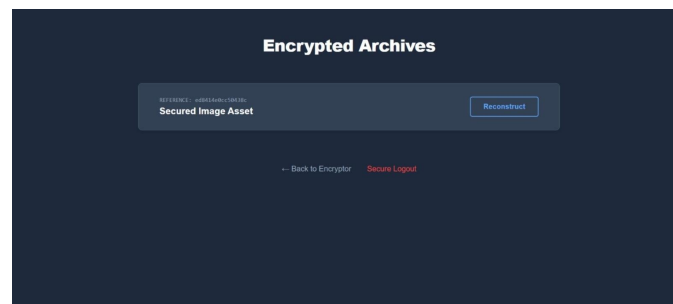 Encrypted Archives
REFERENCE:
Secured Image Asset
Reconstruct
← Back to Encryptor Secure Logout